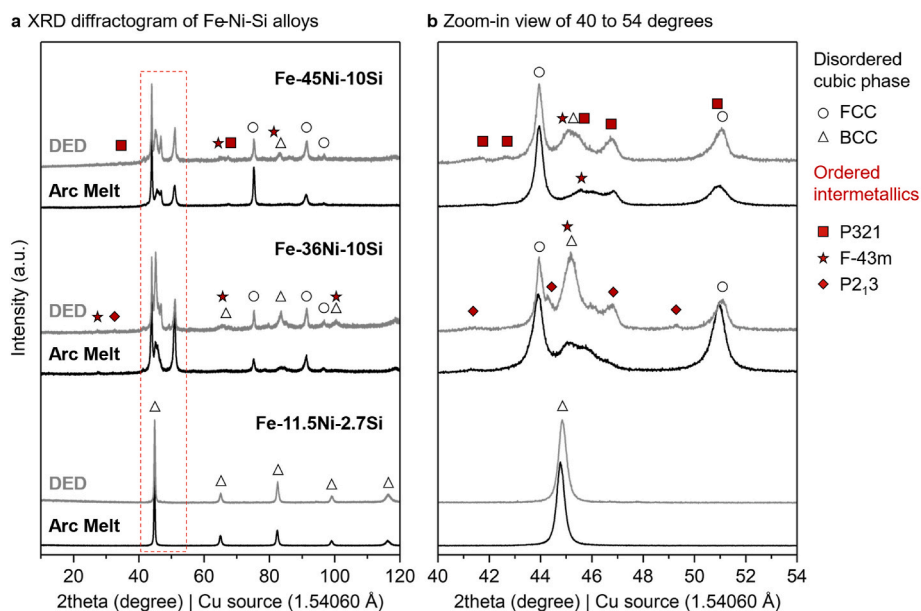 a XRD diffractogram of Fe-Ni-Si alloys
b Zoom-in view of 40 to 54 degrees
Fe-45Ni-10Si
DED
Arc Melt
Fe-36Ni-10Si
DED
Arc Melt
Fe-11.5Ni-2.7Si
DED
Arc Melt
Intensity (a.u.)
20 40 60 80 100 120
2theta (degree) | Cu source (1.54060 Å)
40 42 44 46 48 50 52 54
2theta (degree) | Cu source (1.54060 Å)
Disordered
cubic phase
FCC
BCC
Ordered
intermetallics
P321
F-43m
P2₁3